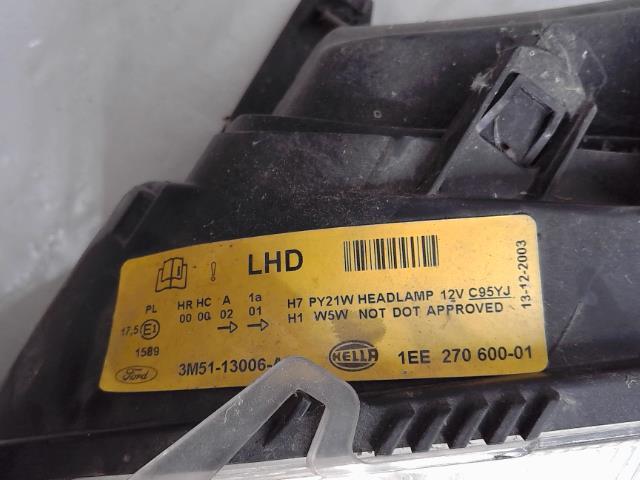 LHD
PL HR HC A 1a H7 PY21W HEADLAMP 12V C95YJ
17,5 E1 00 00 02 01 H1 W5W NOT DOT APPROVED
1589
13-12-2003
Ford 3M51-13006-A HELLA 1EE 270 600-01